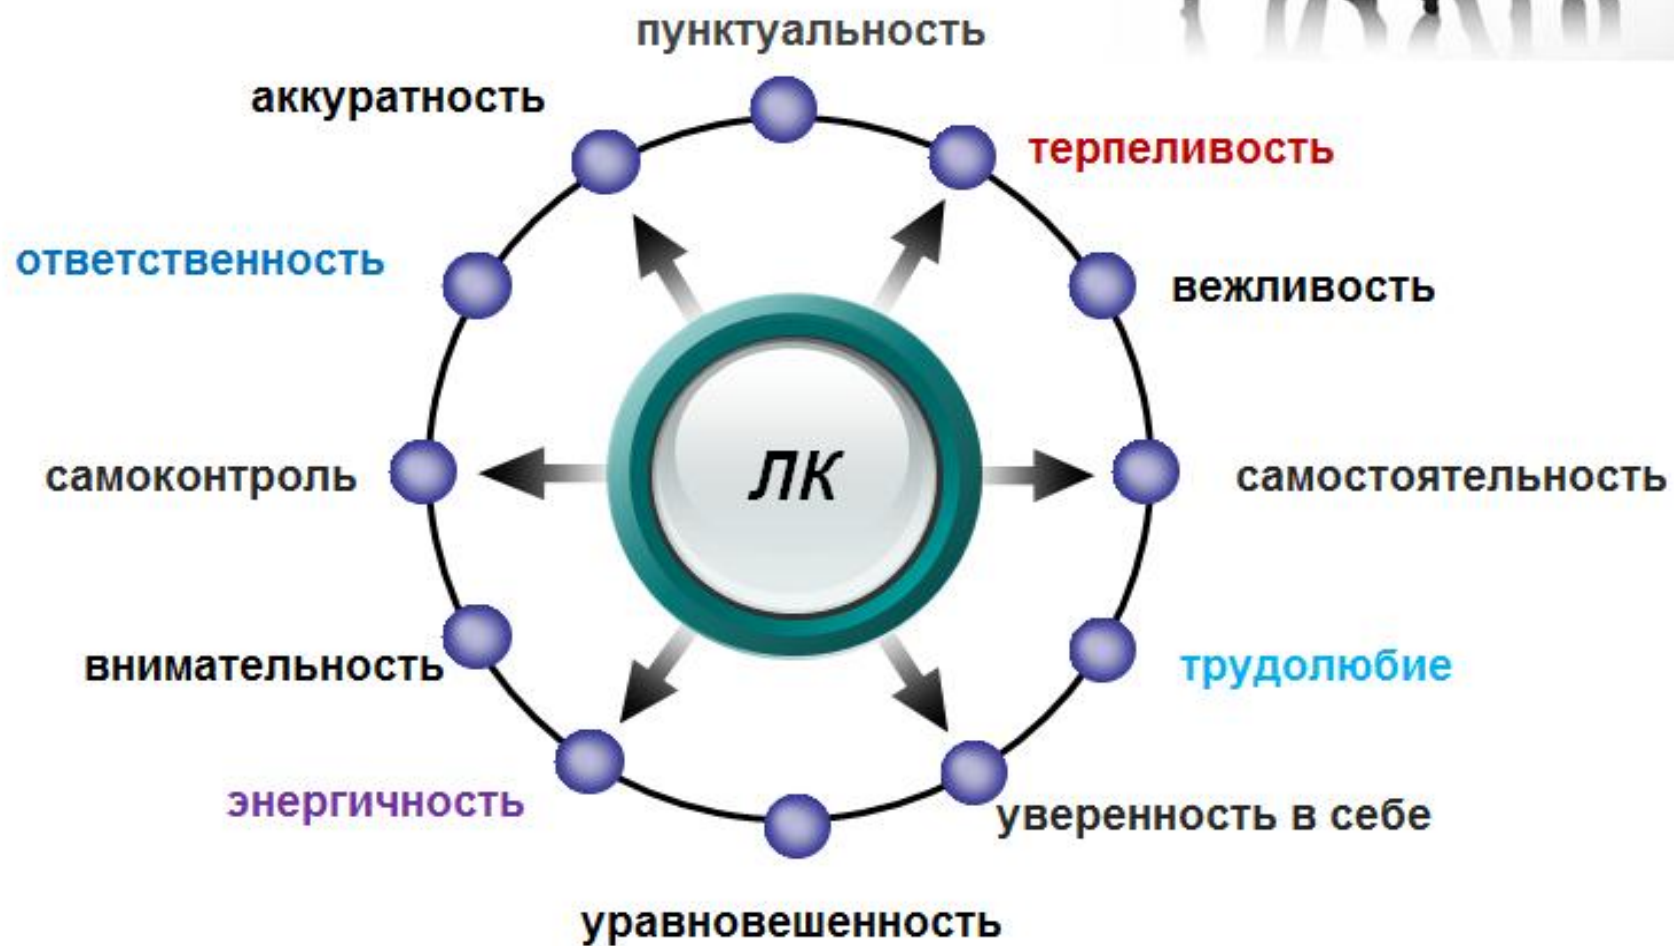 пунктуальность
аккуратность
терпеливость
ответственность
вежливость
ЛК
самоконтроль
самостоятельность
внимательность
трудолюбие
энергичность
уверенность в себе
уравновешенность